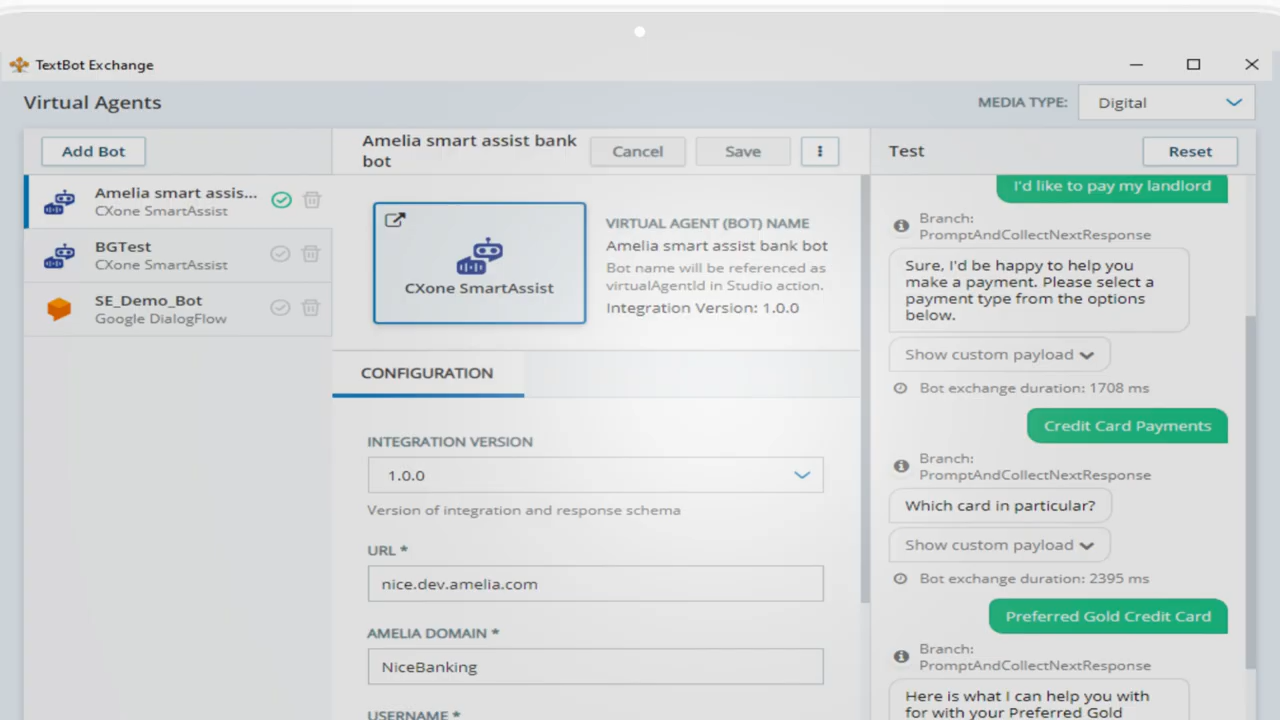 TextBot Exchange
Virtual Agents
MEDIA TYPE:
Digital
Add Bot
Amelia smart assis...
CXone SmartAssist
BGTest
CXone SmartAssist
SE_Demo_Bot
Google DialogFlow
Amelia smart assist bank
bot
Cancel
Save
CXone SmartAssist
VIRTUAL AGENT (BOT) NAME
Amelia smart assist bank bot
Bot name will be referenced as
virtualAgentId in Studio action.
Integration Version: 1.0.0
CONFIGURATION
INTEGRATION VERSION
1.0.0
Version of integration and response schema
URL *
nice.dev.amelia.com
AMELIA DOMAIN *
NiceBanking
USERNAME *
Test
Reset
I'd like to pay my landlord
Branch:
PromptAndCollectNextResponse
Sure, I'd be happy to help you
make a payment. Please select a
payment type from the options
below.
Show custom payload
Bot exchange duration: 1708 ms
Credit Card Payments
Branch:
PromptAndCollectNextResponse
Which card in particular?
Show custom payload
Bot exchange duration: 2395 ms
Preferred Gold Credit Card
Branch:
PromptAndCollectNextResponse
Here is what I can help you with
for with your Preferred Gold